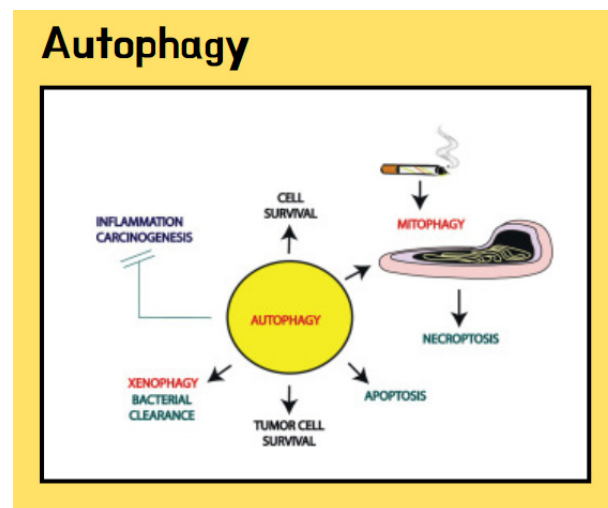 Autophagy
CELL
SURVIVAL
INFLAMMATION
CARCINOGENESIS
MITOPHAGY
AUTOPHAGY
NECROPTOSIS
XENOPHAGY
BACTERIAL
CLEARANCE
APOPTOSIS
TUMOR CELL
SURVIVAL